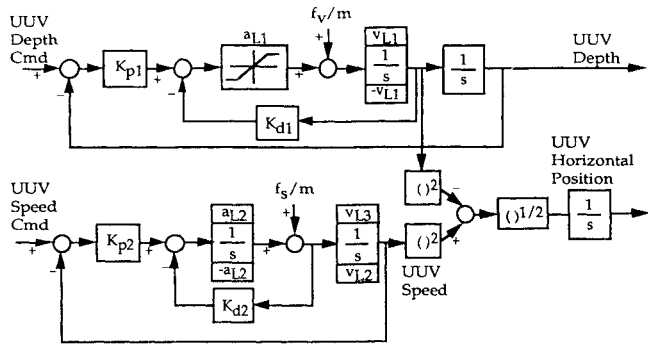 UUV
Depth
Cmd
+
−
K_p1
+
−
a_L1
f_v/m
+
+
v_L1
1
s
-v_L1
1
s
UUV
Depth
K_d1
UUV
Speed
Cmd
+
−
K_p2
+
−
a_L2
1
s
-a_L2
f_s/m
+
+
v_L3
1
s
v_L2
K_d2
()²
−
()²
+
UUV
Speed
()^1/2
1
s
UUV
Horizontal
Position